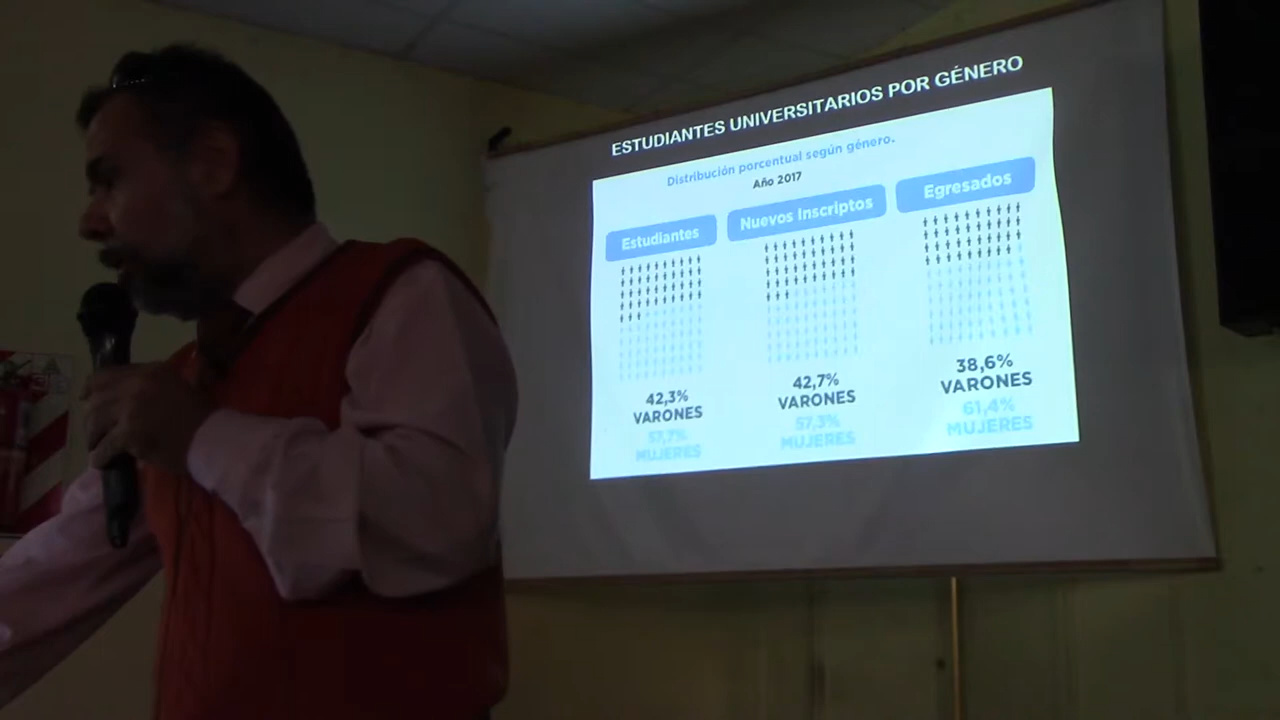 ESTUDIANTES UNIVERSITARIOS POR GÉNERO
Distribución porcentual según género.
Año 2017
Estudiantes
Nuevos Inscriptos
Egresados
42,3%
VARONES
57,7%
MUJERES
42,7%
VARONES
57,3%
MUJERES
38,6%
VARONES
61,4%
MUJERES